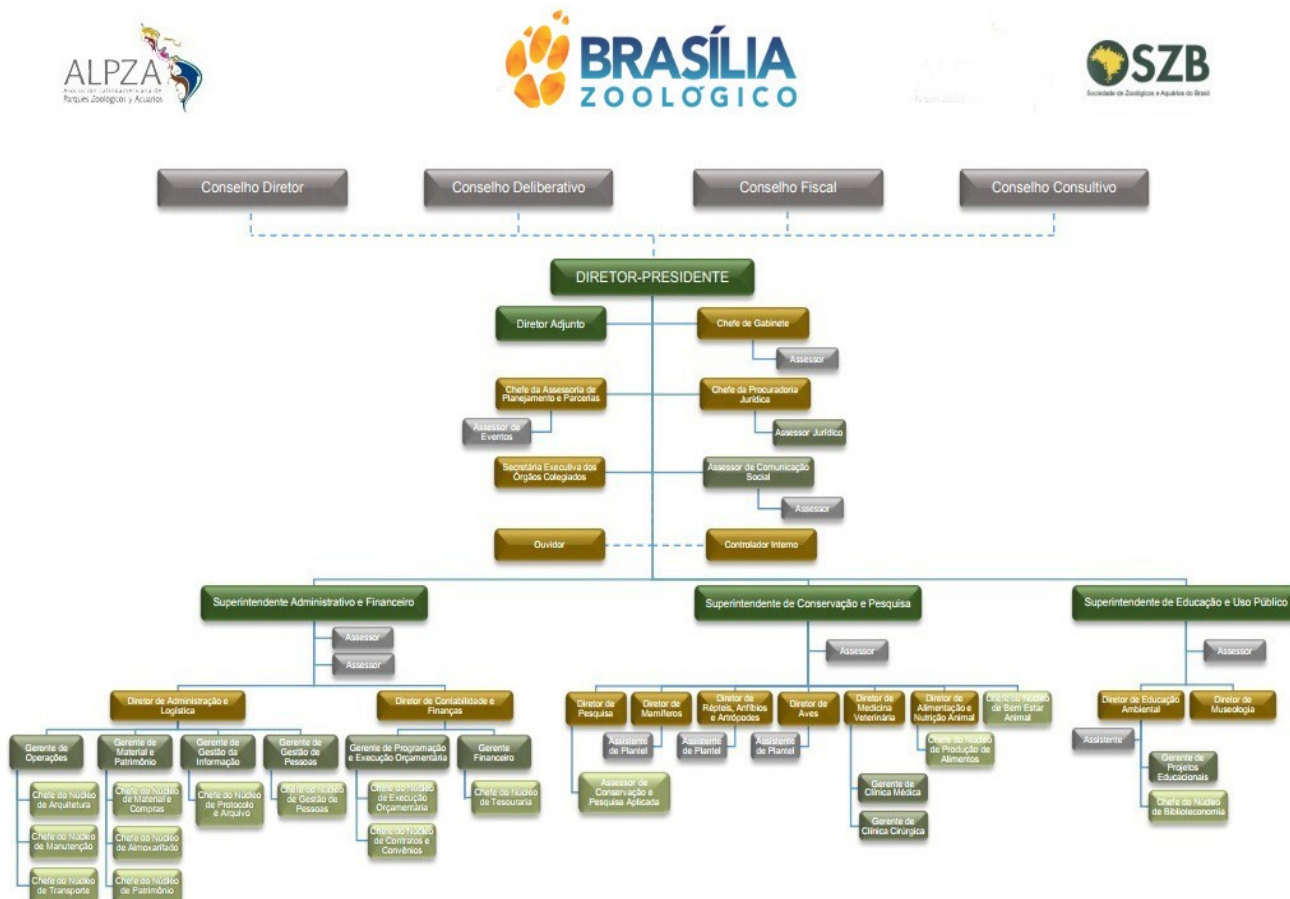 ALPZA
Asociación Latinoamericana de
Parques Zoológicos y Acuarios
BRASÍLIA
ZOOLÓGICO
SZB
Sociedade de Zoológicos e Aquários do Brasil
Conselho Diretor
Conselho Deliberativo
Conselho Fiscal
Conselho Consultivo
DIRETOR-PRESIDENTE
Diretor Adjunto
Chefe de Gabinete
Assessor
Chefe da Assessoria de
Planejamento e Parcerias
Chefe da Procuradoria
Jurídica
Assessor de
Eventos
Assessor Jurídico
Secretária Executiva dos
Órgãos Colegiados
Assessor de Comunicação
Social
Assessor
Ouvidor
Controlador Interno
Superintendente Administrativo e Financeiro
Superintendente de Conservação e Pesquisa
Superintendente de Educação e Uso Público
Assessor
Assessor
Assessor
Assessor
Diretor de Administração e
Logística
Diretor de Contabilidade e
Finanças
Diretor de
Pesquisa
Diretor de
Mamíferos
Diretor de
Répteis, Anfíbios
e Artrópodes
Diretor de
Aves
Diretor de
Medicina
Veterinária
Diretor de
Alimentação e
Nutrição Animal
Chefe do Núcleo
de Bem Estar
Animal
Diretor de Educação
Ambiental
Diretor de
Museologia
Gerente de
Operações
Gerente de
Material e
Patrimônio
Gerente de
Gestão da
Informação
Gerente de
Gestão de
Pessoas
Gerente de Programação
e Execução Orçamentária
Gerente
Financeiro
Assistente
de Plantel
Assistente
de Plantel
Assistente
de Plantel
Chefe do Núcleo
de Produção de
Alimentos
Assistente
Gerente de
Projetos
Educacionais
Chefe do Núcleo
de Arquitetura
Chefe do Núcleo
de Material e
Compras
Chefe do Núcleo
de Protocolo
e Arquivo
Chefe do Núcleo
de Gestão de
Pessoas
Chefe do Núcleo
de Execução
Orçamentária
Chefe do Núcleo
de Tesouraria
Assessor de
Conservação e
Pesquisa Aplicada
Gerente de
Clínica Médica
Chefe do Núcleo
de Biblioteconomia
Chefe do Núcleo
de Manutenção
Chefe do Núcleo
de Almoxarifado
Chefe do Núcleo
de Contratos e
Convênios
Gerente de
Clínica Cirúrgica
Chefe do Núcleo
de Transporte
Chefe do Núcleo
de Patrimônio